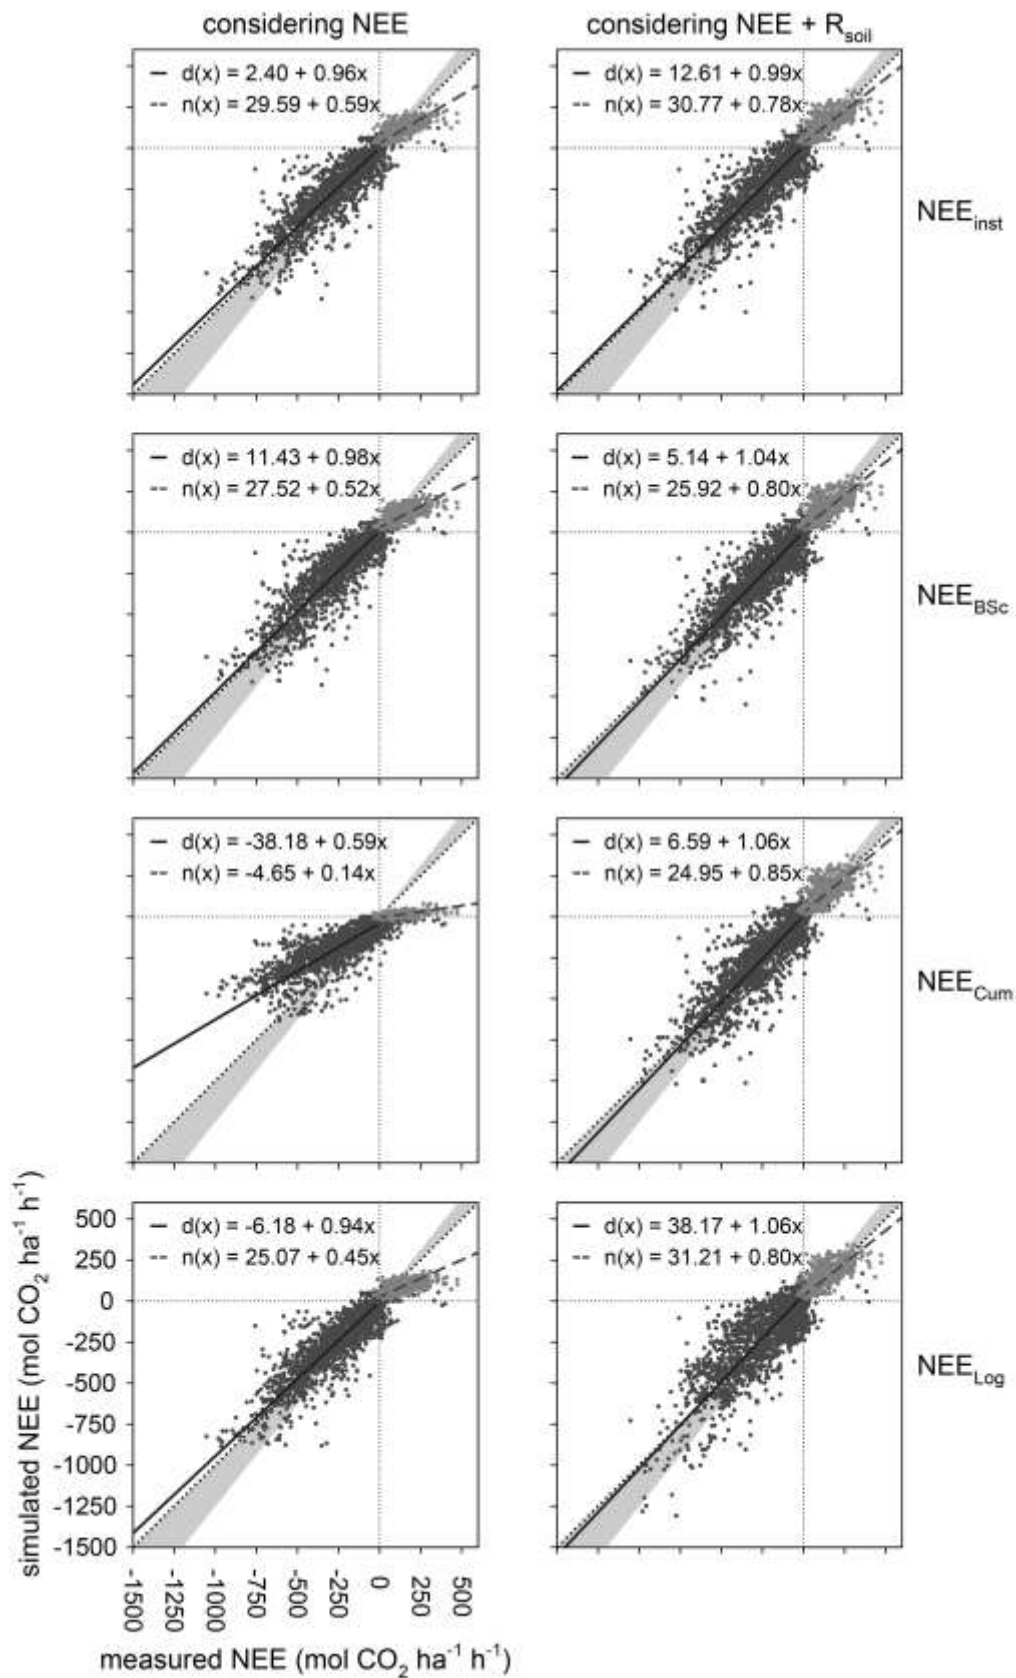 considering NEE
considering NEE + R_soil
d(x) = 2.40 + 0.96x
n(x) = 29.59 + 0.59x
d(x) = 12.61 + 0.99x
n(x) = 30.77 + 0.78x
NEE_inst
d(x) = 11.43 + 0.98x
n(x) = 27.52 + 0.52x
d(x) = 5.14 + 1.04x
n(x) = 25.92 + 0.80x
NEE_BSc
d(x) = -38.18 + 0.59x
n(x) = -4.65 + 0.14x
d(x) = 6.59 + 1.06x
n(x) = 24.95 + 0.85x
NEE_Cum
d(x) = -6.18 + 0.94x
n(x) = 25.07 + 0.45x
d(x) = 38.17 + 1.06x
n(x) = 31.21 + 0.80x
NEE_Log
simulated NEE (mol CO₂ ha⁻¹ h⁻¹)
500
250
0
-250
-500
-750
-1000
-1250
-1500
-1500
-1250
-1000
-750
-500
-250
0
250
500
measured NEE (mol CO₂ ha⁻¹ h⁻¹)